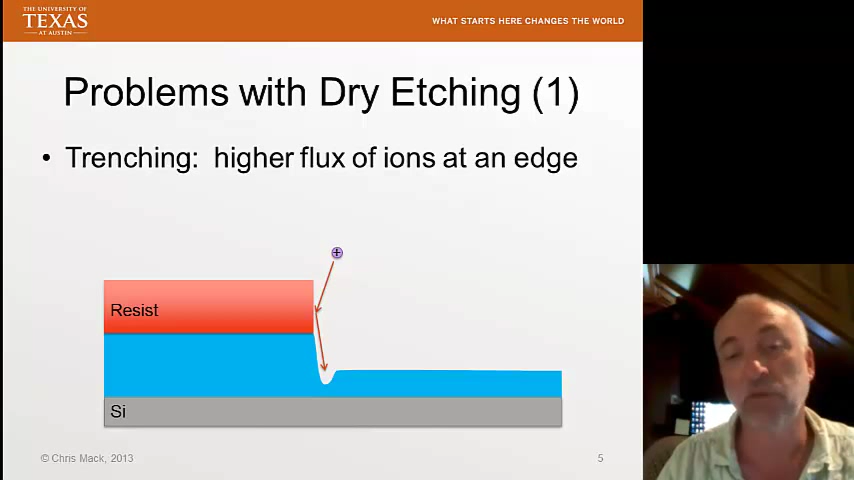 THE UNIVERSITY OF
TEXAS
AT AUSTIN
WHAT STARTS HERE CHANGES THE WORLD
Problems with Dry Etching (1)
• Trenching: higher flux of ions at an edge
+
Resist
Si
© Chris Mack, 2013
5